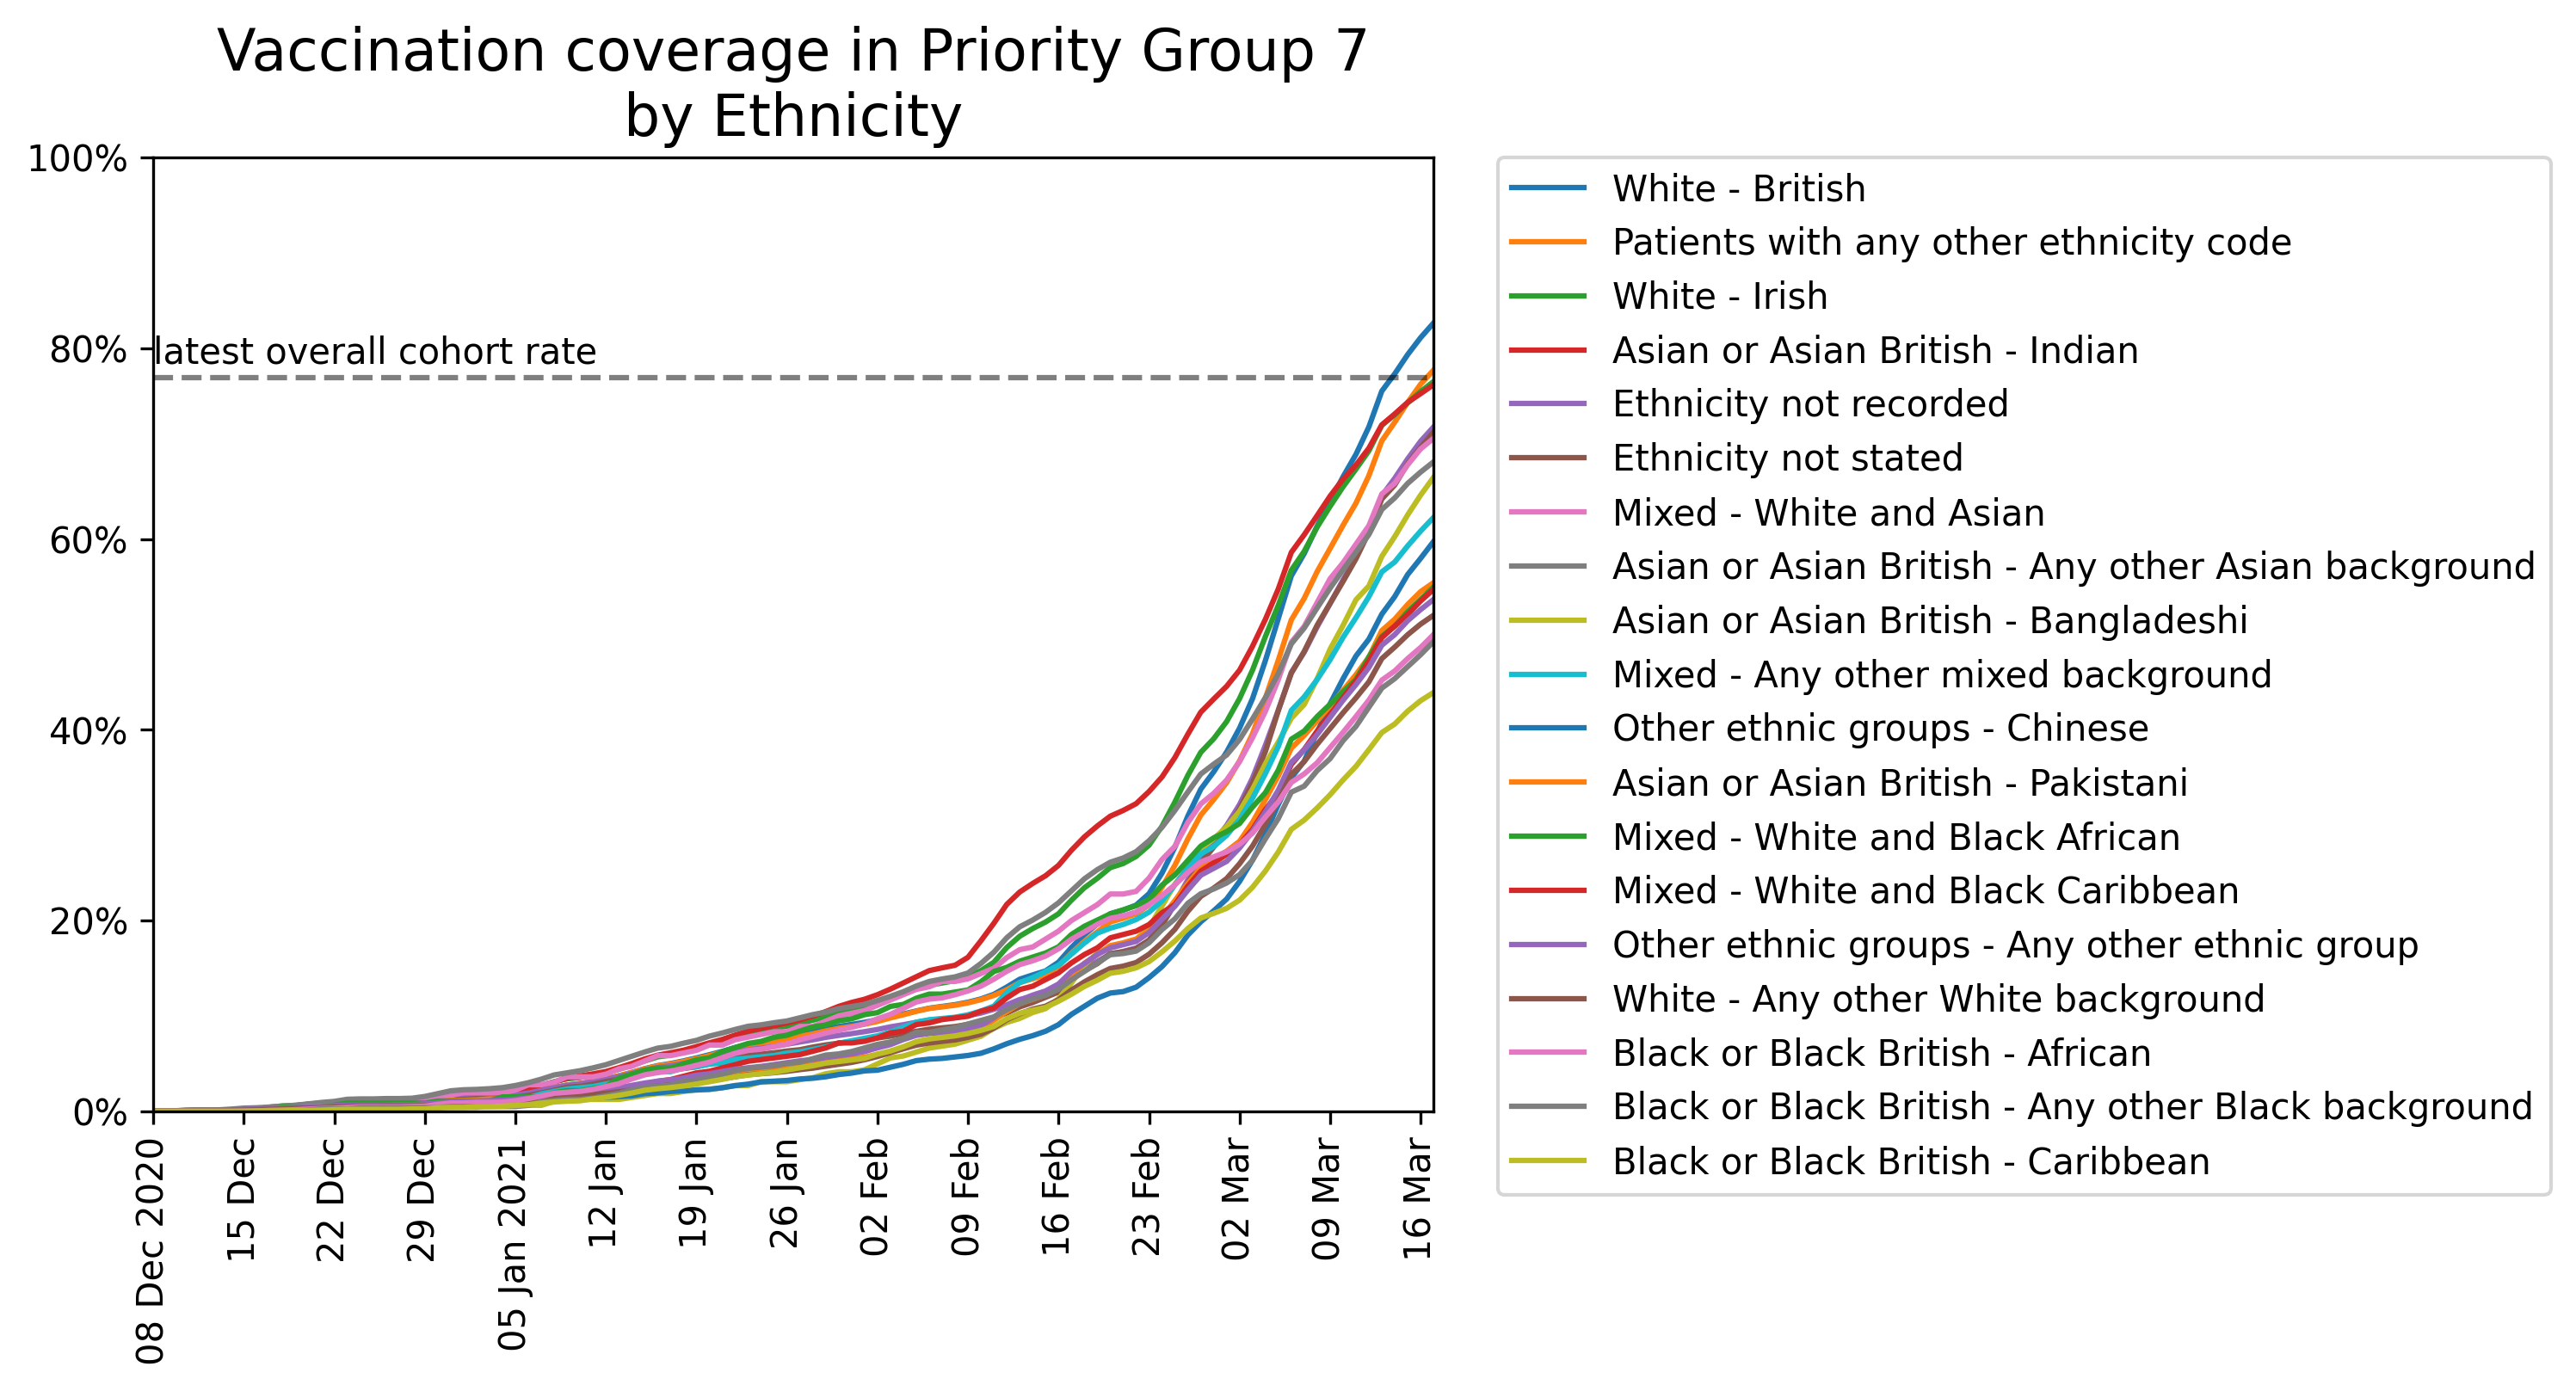 Vaccination coverage in Priority Group 7
by Ethnicity
100%
80%
60%
40%
20%
0%
latest overall cohort rate
08 Dec 2020
15 Dec
22 Dec
29 Dec
05 Jan 2021
12 Jan
19 Jan
26 Jan
02 Feb
09 Feb
16 Feb
23 Feb
02 Mar
09 Mar
16 Mar
White - British
Patients with any other ethnicity code
White - Irish
Asian or Asian British - Indian
Ethnicity not recorded
Ethnicity not stated
Mixed - White and Asian
Asian or Asian British - Any other Asian background
Asian or Asian British - Bangladeshi
Mixed - Any other mixed background
Other ethnic groups - Chinese
Asian or Asian British - Pakistani
Mixed - White and Black African
Mixed - White and Black Caribbean
Other ethnic groups - Any other ethnic group
White - Any other White background
Black or Black British - African
Black or Black British - Any other Black background
Black or Black British - Caribbean